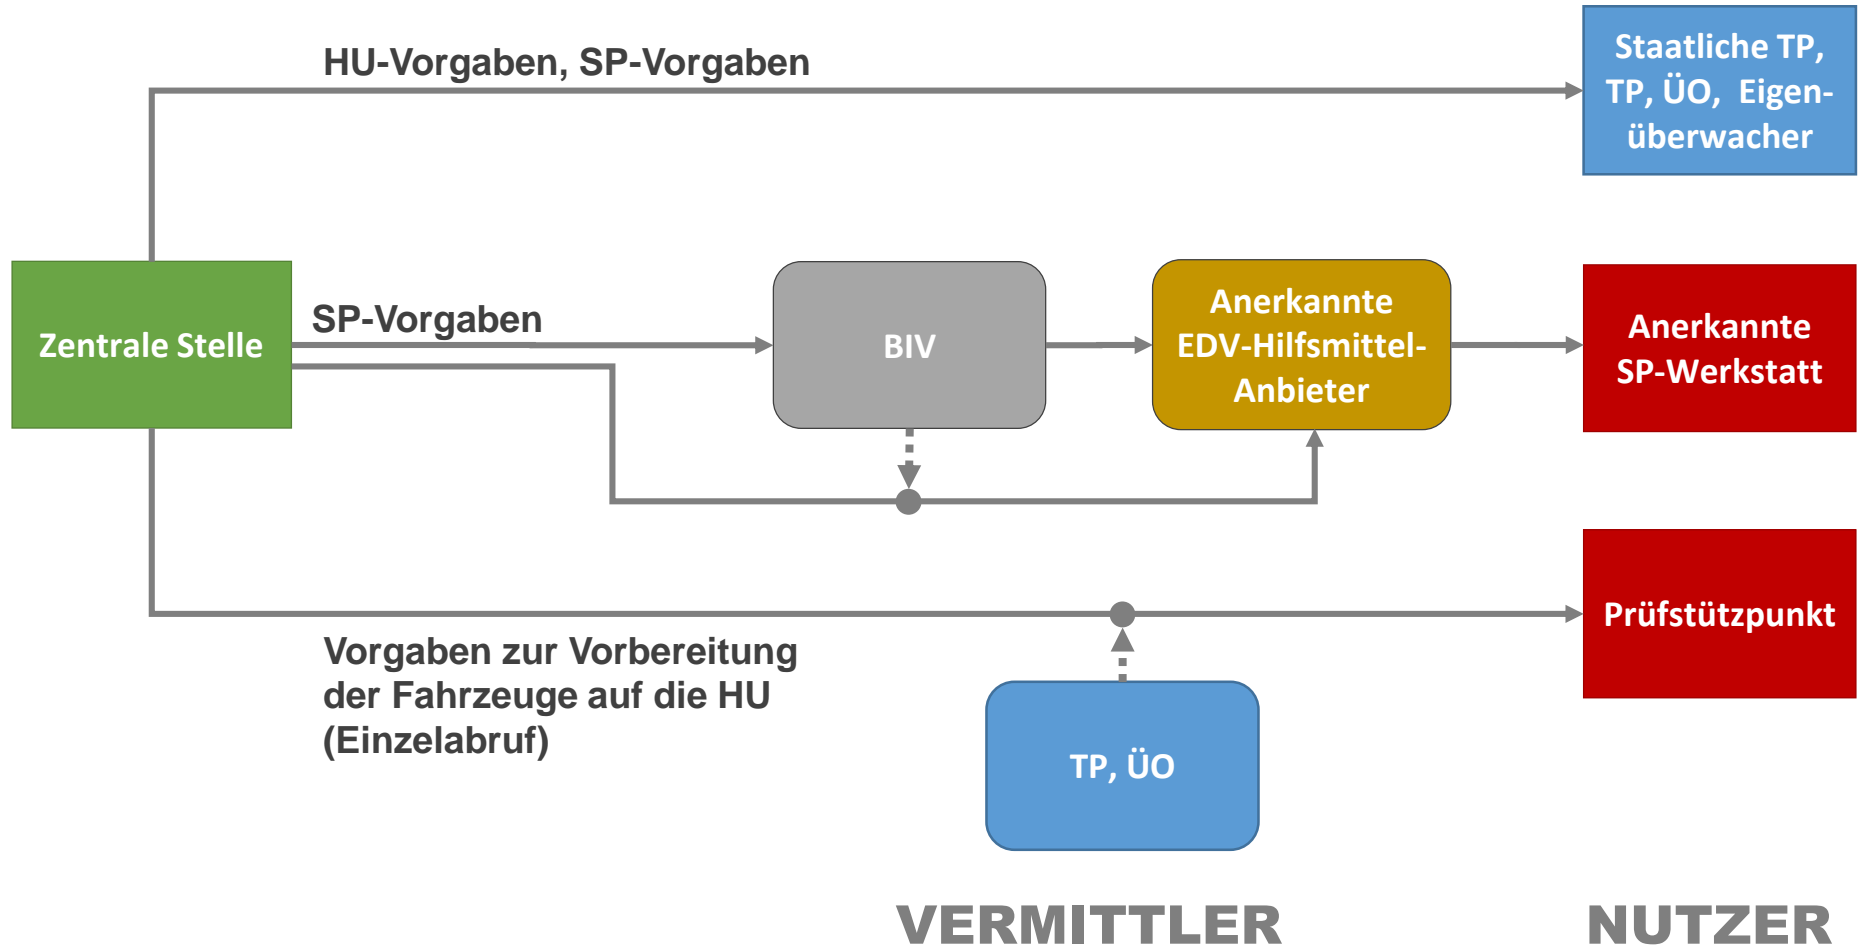 HU-Vorgaben, SP-Vorgaben
Staatliche TP,
TP, ÜO, Eigen-
überwacher
Zentrale Stelle
SP-Vorgaben
BIV
Anerkannte
EDV-Hilfsmittel-
Anbieter
Anerkannte
SP-Werkstatt
Vorgaben zur Vorbereitung
der Fahrzeuge auf die HU
(Einzelabruf)
Prüfstützpunkt
TP, ÜO
VERMITTLER
NUTZER